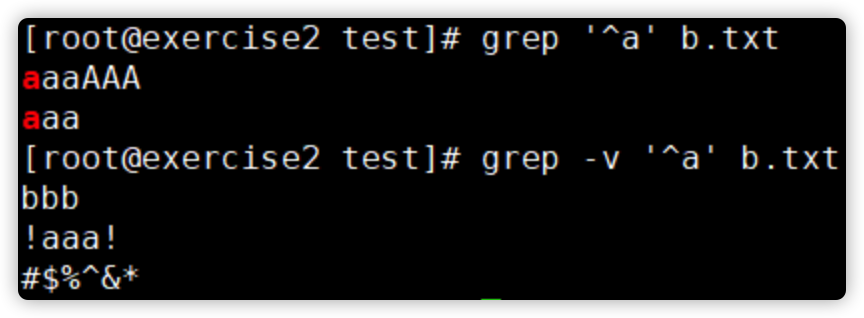 [root@exercise2 test]# grep '^a' b.txt
aaaAAA
aaa
[root@exercise2 test]# grep -v '^a' b.txt
bbb
!aaa!
#$%^&*